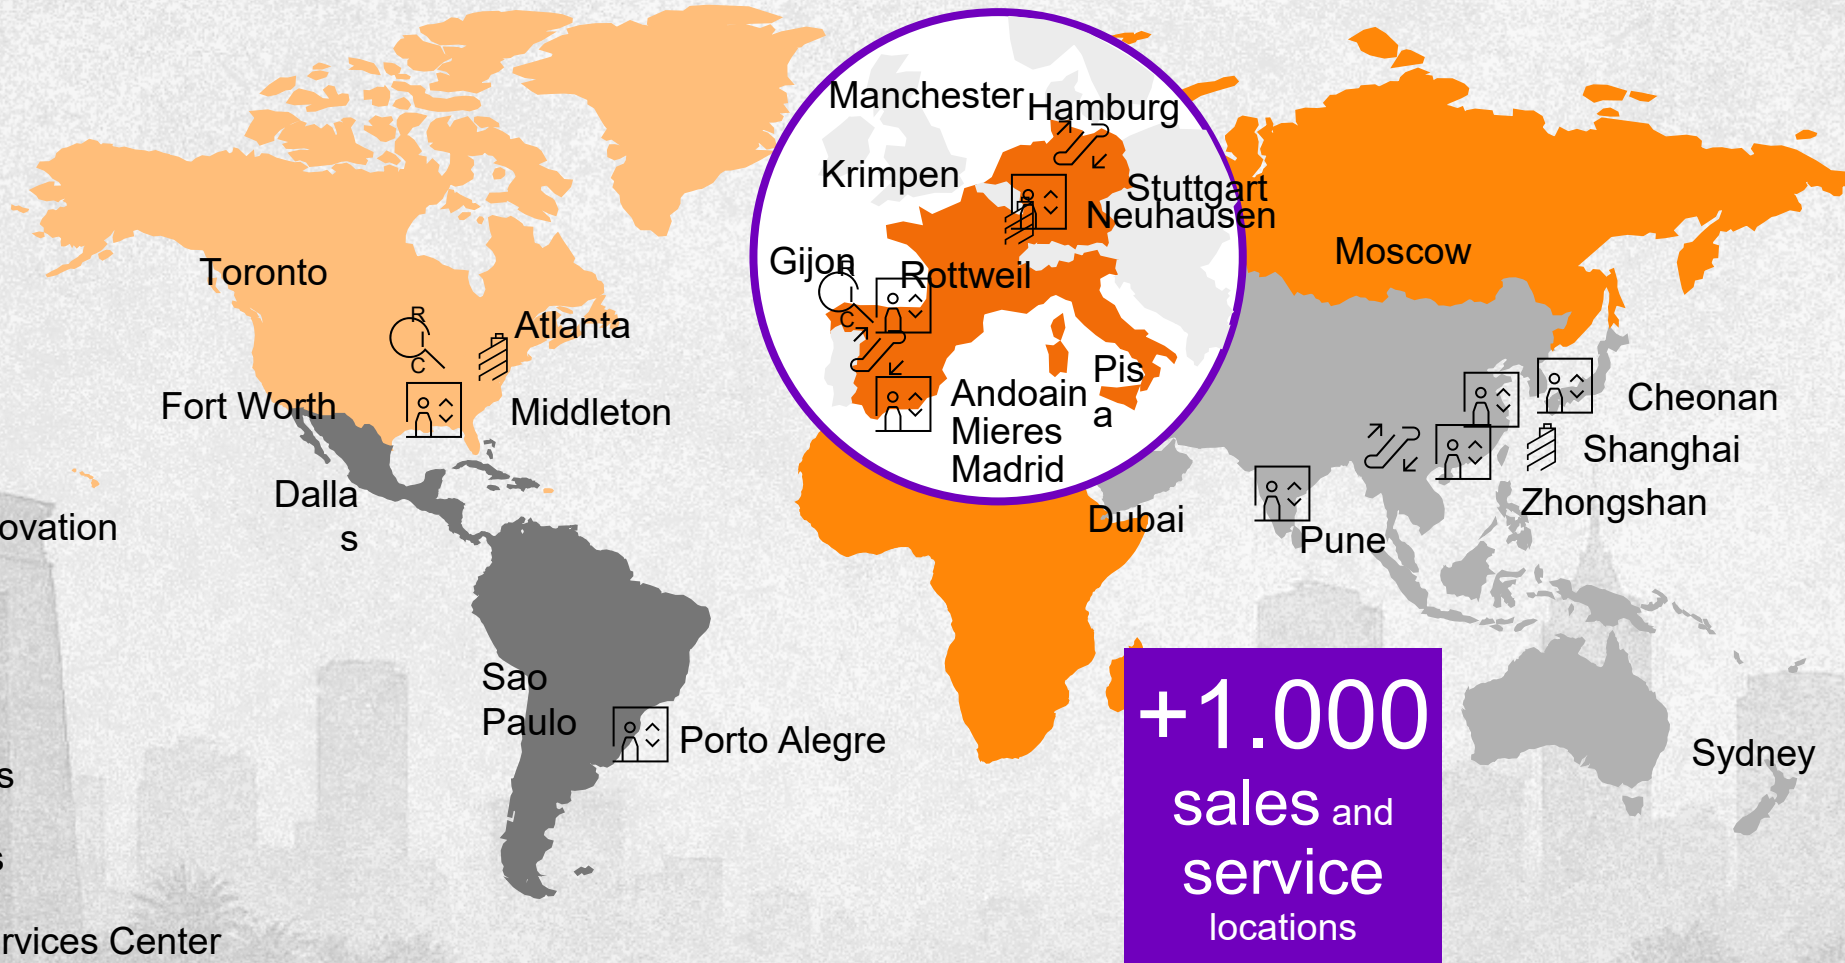 Manchester
Hamburg
Krimpen
Stuttgart
Neuhausen
Gijon
Rottweil
R
C
Moscow
Toronto
R
C
Atlanta
Fort Worth
Middleton
Andoain
Mieres
Madrid
Pis
a
Cheonan
Shanghai
Zhongshan
Dalla
s
ovation
Dubai
Pune
Sao
Paulo
Porto Alegre
+1.000
sales and
service
locations
Sydney
s
s
rvices Center